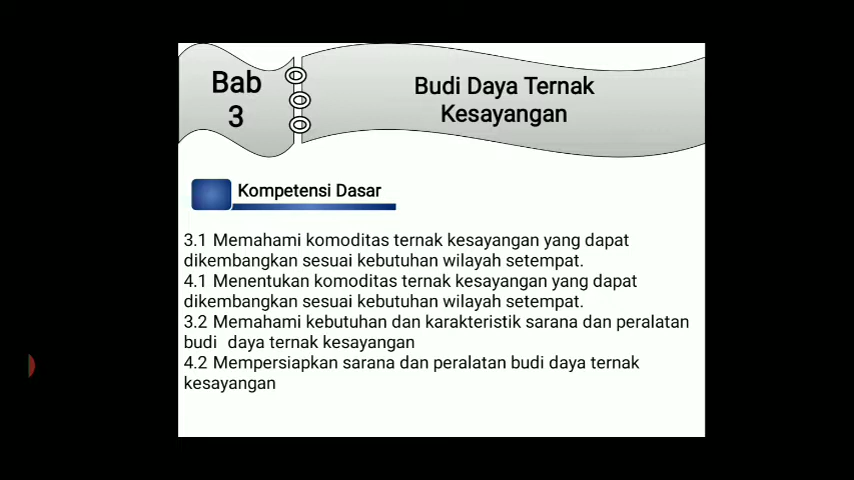 Bab
3
Budi Daya Ternak
Kesayangan
Kompetensi Dasar
3.1 Memahami komoditas ternak kesayangan yang dapat
dikembangkan sesuai kebutuhan wilayah setempat.
4.1 Menentukan komoditas ternak kesayangan yang dapat
dikembangkan sesuai kebutuhan wilayah setempat.
3.2 Memahami kebutuhan dan karakteristik sarana dan peralatan
budi daya ternak kesayangan
4.2 Mempersiapkan sarana dan peralatan budi daya ternak
kesayangan